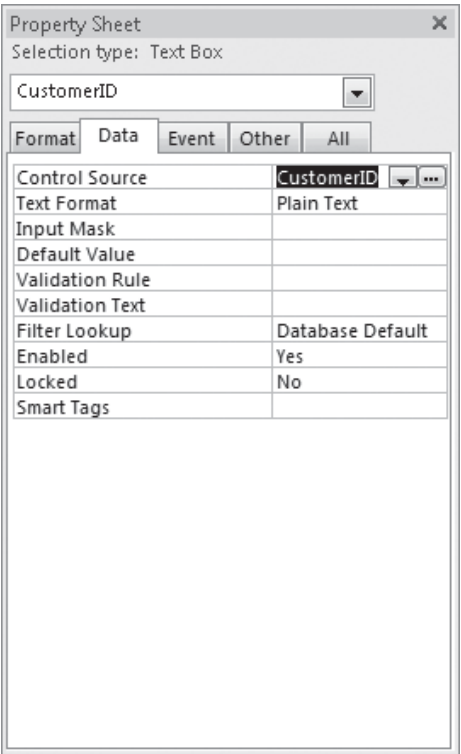 Property Sheet
Selection type: Text Box
CustomerID
Format Data Event Other All
Control Source CustomerID
Text Format Plain Text
Input Mask
Default Value
Validation Rule
Validation Text
Filter Lookup Database Default
Enabled Yes
Locked No
Smart Tags